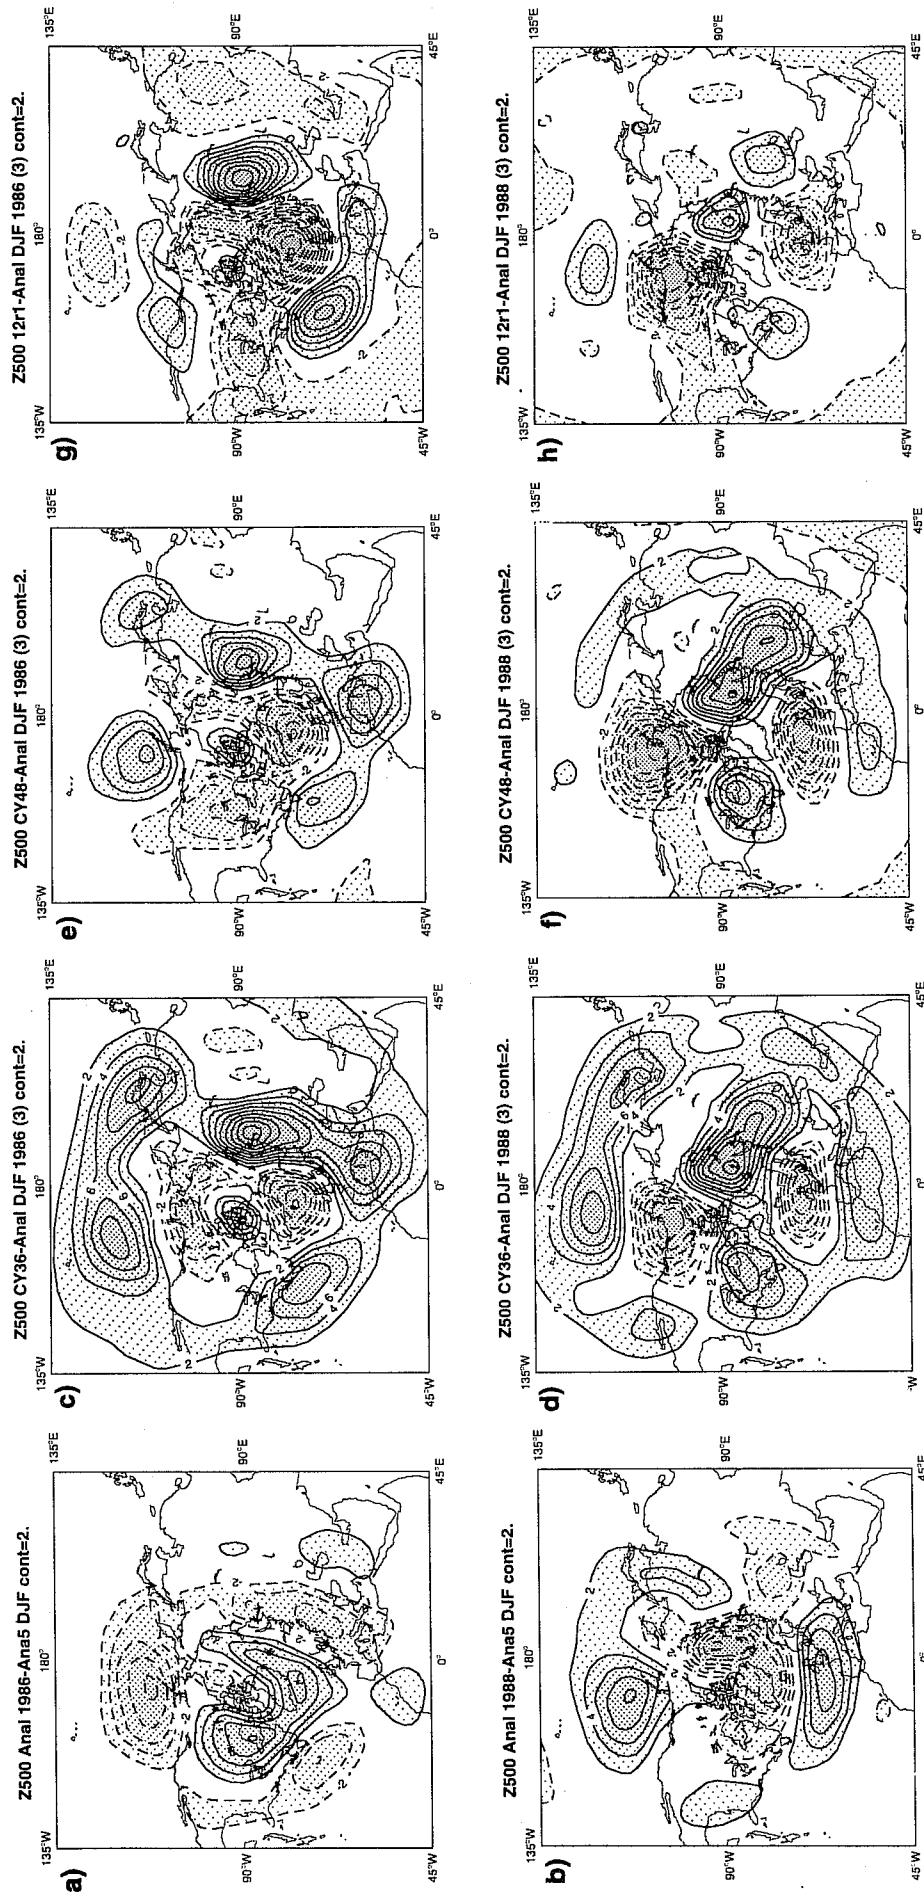 a)
Z500 Anal 1986-Ana5 DJF cont=2.
135°W
180°
135°E
90°W
90°E
45°W
0°
45°E
b)
Z500 Anal 1988-Ana5 DJF cont=2.
135°W
180°
135°E
90°W
90°E
45°W
0°
45°E
c)
Z500 CY36-Anal DJF 1986 (3) cont=2.
135°W
180°
135°E
90°W
90°E
45°W
0°
45°E
d)
Z500 CY36-Anal DJF 1988 (3) cont=2.
135°W
180°
135°E
90°W
90°E
°W
0°
45°E
e)
Z500 CY48-Anal DJF 1986 (3) cont=2.
135°W
180°
135°E
90°W
90°E
45°W
0°
45°E
f)
Z500 CY48-Anal DJF 1988 (3) cont=2.
135°W
180°
135°E
90°W
90°E
45°W
0°
45°E
g)
Z500 12r1-Anal DJF 1986 (3) cont=2.
135°W
180°
135°E
90°W
90°E
45°W
0°
45°E
h)
Z500 12r1-Anal DJF 1988 (3) cont=2.
135°W
180°
135°E
90°W
90°E
45°W
0°
45°E